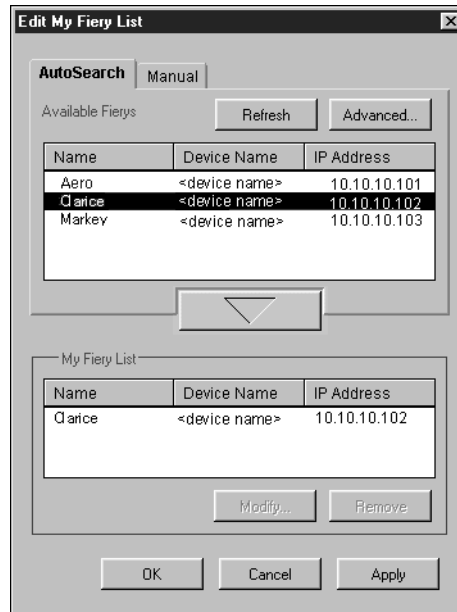 Edit My Fiery List
AutoSearch Manual
Available Fierys Refresh Advanced...
Name Device Name IP Address
Aero <device name> 10.10.10.101
Clarice <device name> 10.10.10.102
Markey <device name> 10.10.10.103
My Fiery List
Name Device Name IP Address
Clarice <device name> 10.10.10.102
Modify... Remove
OK Cancel Apply